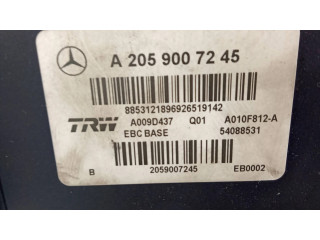 A 205 900 72 45
8853121896926519142
TRW A009D437 Q01 A010F812-A
EBC BASE 54088531
B 2059007245 EB0002